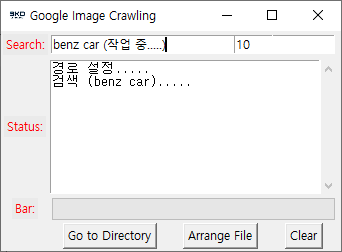 Google Image Crawling
Search: benz car (작업 중.....) 10
경로 설정.....
검색 (benz car).....
Status:
Bar:
Go to Directory Arrange File Clear